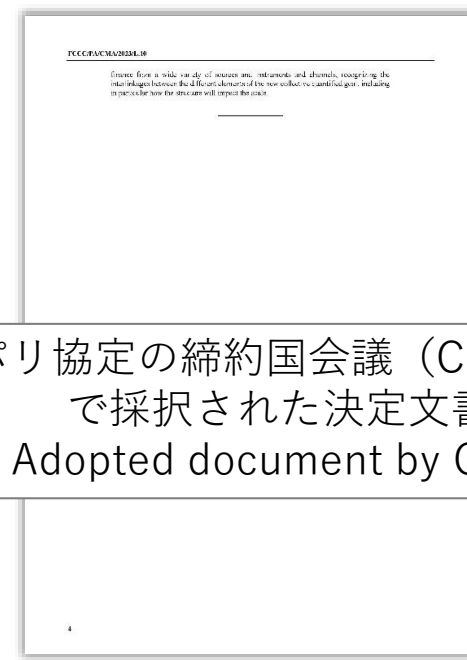 FCCC/PA/CMA/2023/L.10
finance from a wide variety of sources and instruments and channels, recognizing the
interlinkages between the different elements of the new collective quantified goal, including
in particular how the structure will impact the scale.
パリ協定の締約国会議（C
で採択された決定文書
Adopted document by C
4